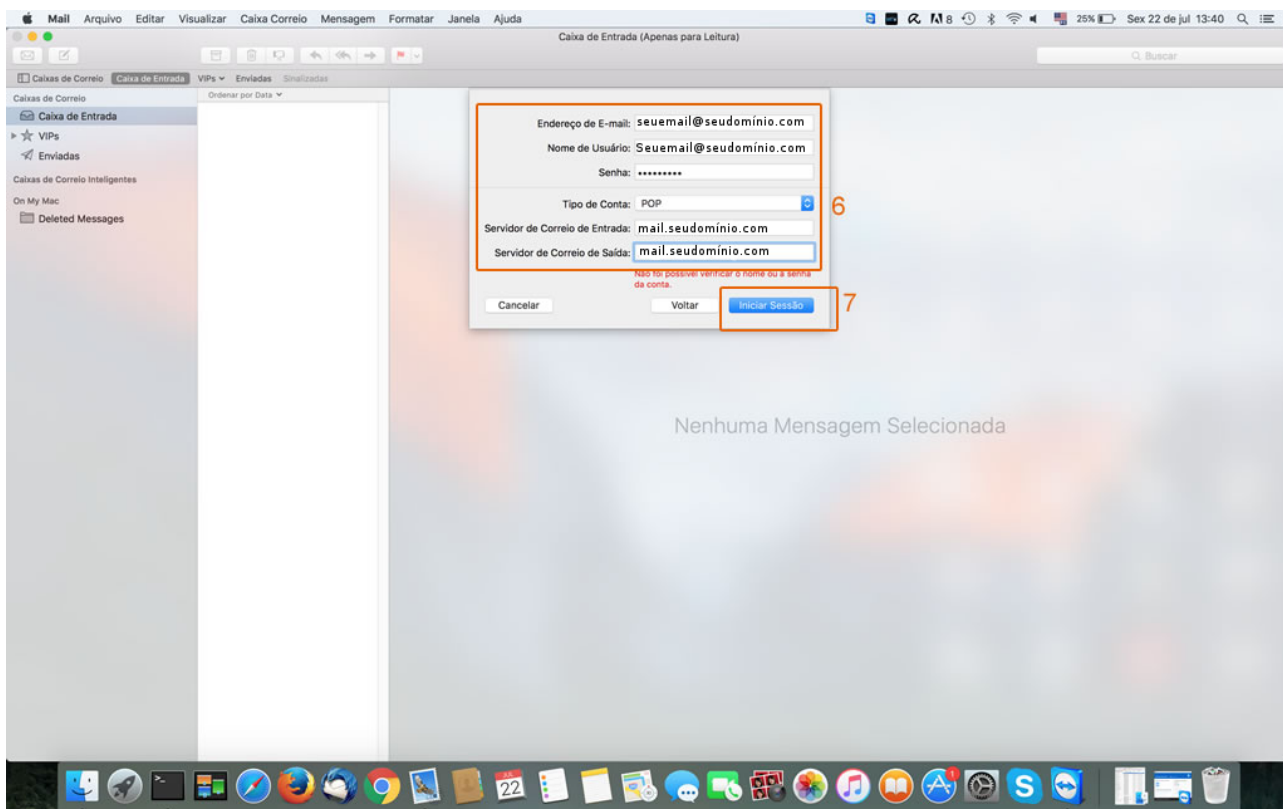 Mail Arquivo Editar Visualizar Caixa Correio Mensagem Formatar Janela Ajuda 8 25% Sex 22 de jul 13:40
Caixa de Entrada (Apenas para Leitura)
Buscar
Caixas de Correio Caixa de Entrada VIPs Enviadas Sinalizadas
Caixas de Correio
Caixa de Entrada
VIPs
Enviadas
Caixas de Correio Inteligentes
On My Mac
Deleted Messages
Ordenar por Data
Endereço de E-mail: seuemail@seudomínio.com
Nome de Usuário: Seuemail@seudomínio.com
Senha: •••••••••
Tipo de Conta: POP
6
Servidor de Correio de Entrada: mail.seudomínio.com
Servidor de Correio de Saída: mail.seudomínio.com
Não foi possível verificar o nome ou a senha
da conta.
Cancelar Voltar Iniciar Sessão
7
Nenhuma Mensagem Selecionada
JUL
22
1